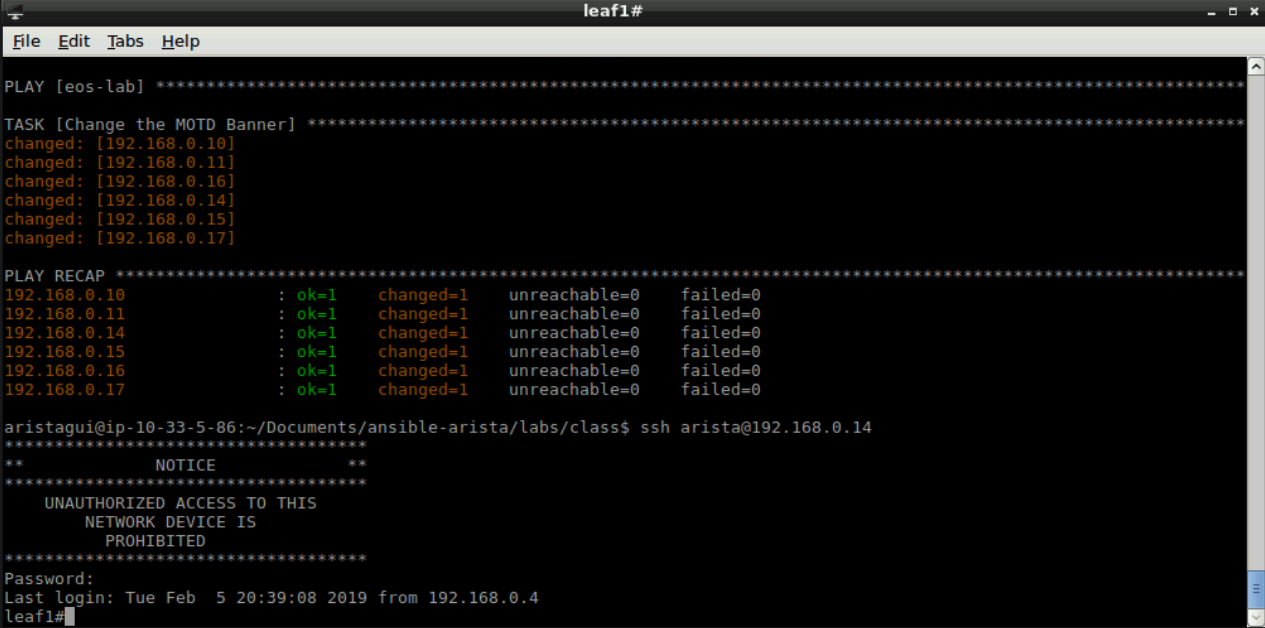 leaf1#
File Edit Tabs Help
PLAY [eos-lab] ************************************************************************************************************
TASK [Change the MOTD Banner] *********************************************************************************************
changed: [192.168.0.10]
changed: [192.168.0.11]
changed: [192.168.0.16]
changed: [192.168.0.14]
changed: [192.168.0.15]
changed: [192.168.0.17]
PLAY RECAP ****************************************************************************************************************
192.168.0.10               : ok=1    changed=1    unreachable=0    failed=0
192.168.0.11               : ok=1    changed=1    unreachable=0    failed=0
192.168.0.14               : ok=1    changed=1    unreachable=0    failed=0
192.168.0.15               : ok=1    changed=1    unreachable=0    failed=0
192.168.0.16               : ok=1    changed=1    unreachable=0    failed=0
192.168.0.17               : ok=1    changed=1    unreachable=0    failed=0
aristagui@ip-10-33-5-86:~/Documents/ansible-arista/labs/class$ ssh arista@192.168.0.14
************************************
**             NOTICE             **
************************************
    UNAUTHORIZED ACCESS TO THIS
        NETWORK DEVICE IS
          PROHIBITED
************************************
Password:
Last login: Tue Feb  5 20:39:08 2019 from 192.168.0.4
leaf1#